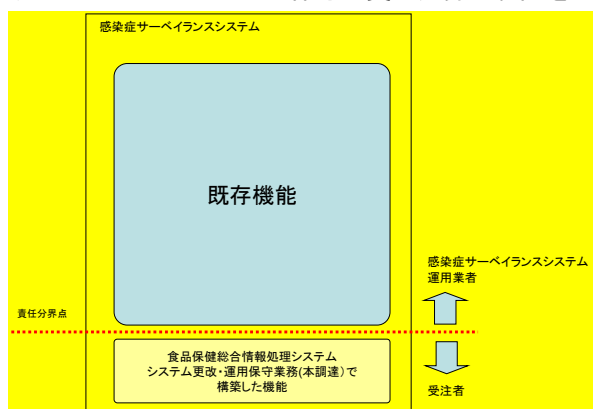 感染症サーベイランスシステム
既存機能
感染症サーベイランスシステム
運用業者
責任分界点
食品保健総合情報処理システム
システム更改・運用保守業務(本調達)で
構築した機能
受注者